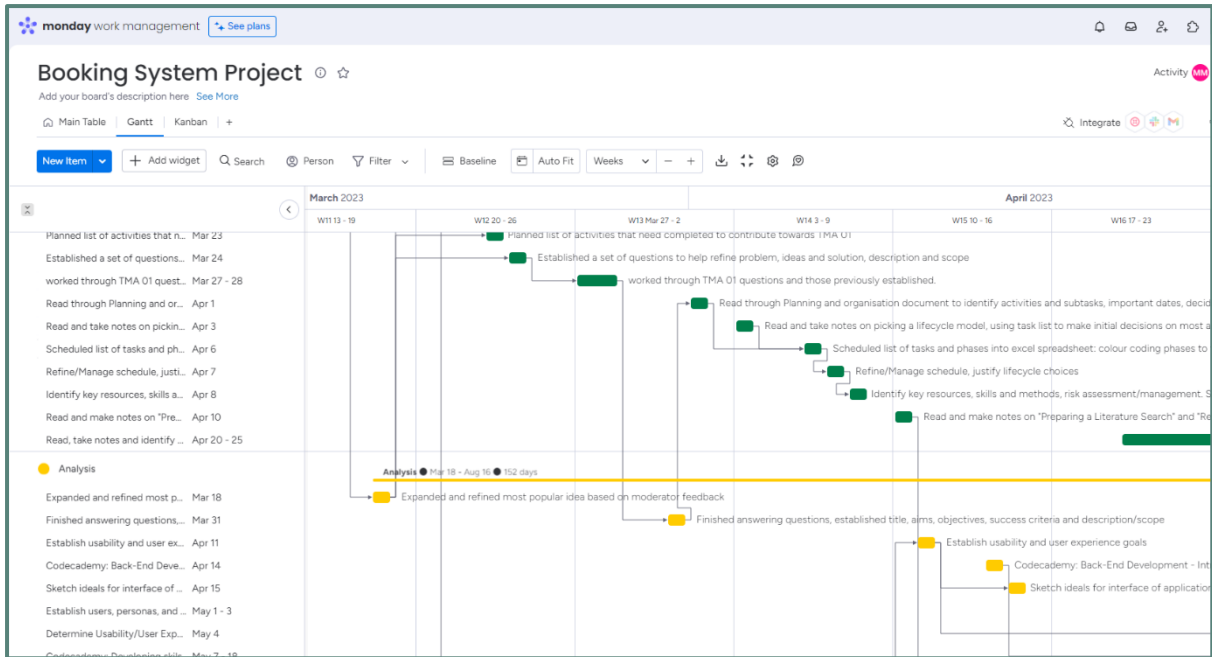 monday work management See plans
Booking System Project
Activity MM
Add your board's description here See More
Main Table Gantt Kanban +
Integrate
New Item + Add widget Search Person Filter Baseline Auto Fit Weeks − +
March 2023 April 2023
W11 13 - 19 W12 20 - 26 W13 Mar 27 - 2 W14 3 - 9 W15 10 - 16 W16 17 - 23
Planned list of activities that n... Mar 23 Planned list of activities that need completed to contribute towards TMA 01
Established a set of questions... Mar 24 Established a set of questions to help refine problem, ideas and solution, description and scope
worked through TMA 01 quest... Mar 27 - 28 worked through TMA 01 questions and those previously established.
Read through Planning and or... Apr 1 Read through Planning and organisation document to identify activities and subtasks, important dates, decid
Read and take notes on pickin... Apr 3 Read and take notes on picking a lifecycle model, using task list to make initial decisions on most a
Scheduled list of tasks and ph... Apr 6 Scheduled list of tasks and phases into excel spreadsheet: colour coding phases to
Refine/Manage schedule, justi... Apr 7 Refine/Manage schedule, justify lifecycle choices
Identify key resources, skills a... Apr 8 Identify key resources, skills and methods, risk assessment/management. S
Read and make notes on "Pre... Apr 10 Read and make notes on "Preparing a Literature Search" and "Re
Read, take notes and identify ... Apr 20 - 25
Analysis Analysis ● Mar 18 - Aug 16 ● 152 days
Expanded and refined most p... Mar 18 Expanded and refined most popular idea based on moderator feedback
Finished answering questions,... Mar 31 Finished answering questions, established title, aims, objectives, success criteria and description/scope
Establish usability and user ex... Apr 11 Establish usability and user experience goals
Codecademy: Back-End Deve... Apr 14 Codecademy: Back-End Development - Int
Sketch ideals for interface of ... Apr 15 Sketch ideals for interface of application
Establish users, personas, and ... May 1 - 3
Determine Usability/User Exp... May 4
Codecademy: Developing skills May 7 - 18